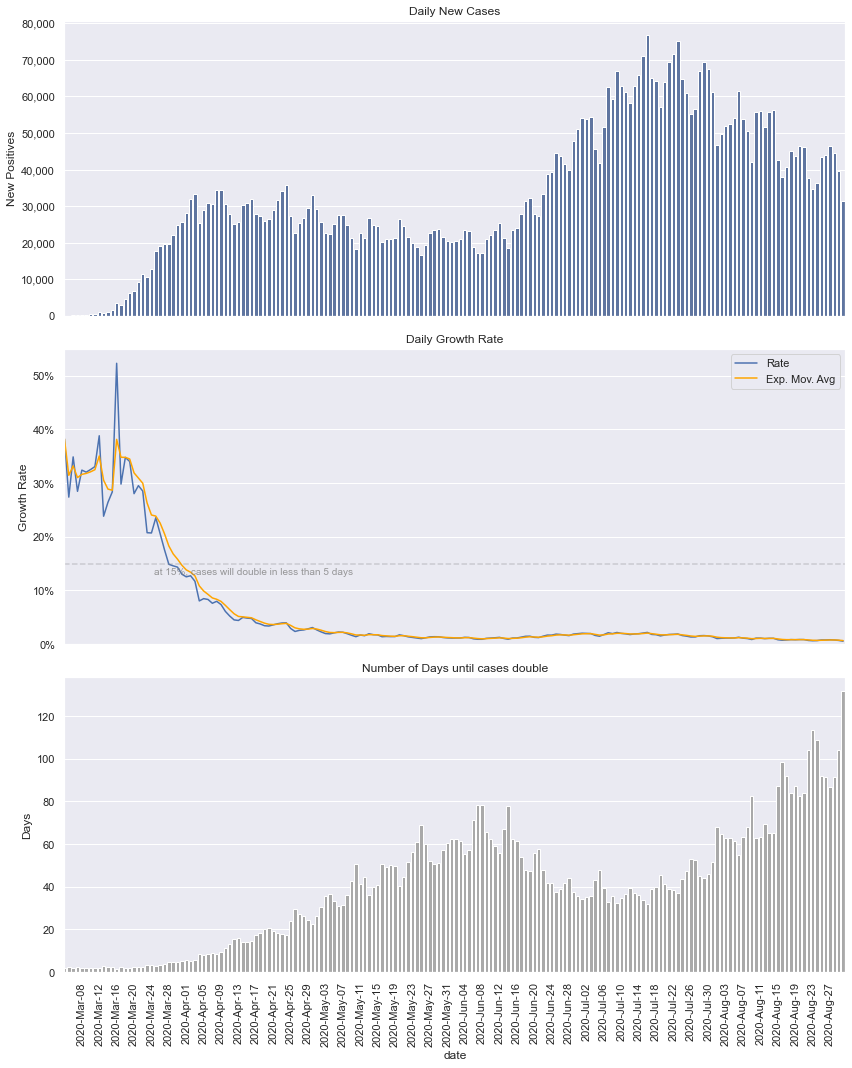 Daily New Cases
80,000
70,000
60,000
50,000
40,000
30,000
20,000
10,000
0
New Positives
Daily Growth Rate
Rate
Exp. Mov. Avg
50%
40%
30%
20%
10%
0%
Growth Rate
at 15%, cases will double in less than 5 days
Number of Days until cases double
120
100
80
60
40
20
0
Days
2020-Mar-08
2020-Mar-12
2020-Mar-16
2020-Mar-20
2020-Mar-24
2020-Mar-28
2020-Apr-01
2020-Apr-05
2020-Apr-09
2020-Apr-13
2020-Apr-17
2020-Apr-21
2020-Apr-25
2020-Apr-29
2020-May-03
2020-May-07
2020-May-11
2020-May-15
2020-May-19
2020-May-23
2020-May-27
2020-May-31
2020-Jun-04
2020-Jun-08
2020-Jun-12
2020-Jun-16
2020-Jun-20
2020-Jun-24
2020-Jun-28
2020-Jul-02
2020-Jul-06
2020-Jul-10
2020-Jul-14
2020-Jul-18
2020-Jul-22
2020-Jul-26
2020-Jul-30
2020-Aug-03
2020-Aug-07
2020-Aug-11
2020-Aug-15
2020-Aug-19
2020-Aug-23
2020-Aug-27
date